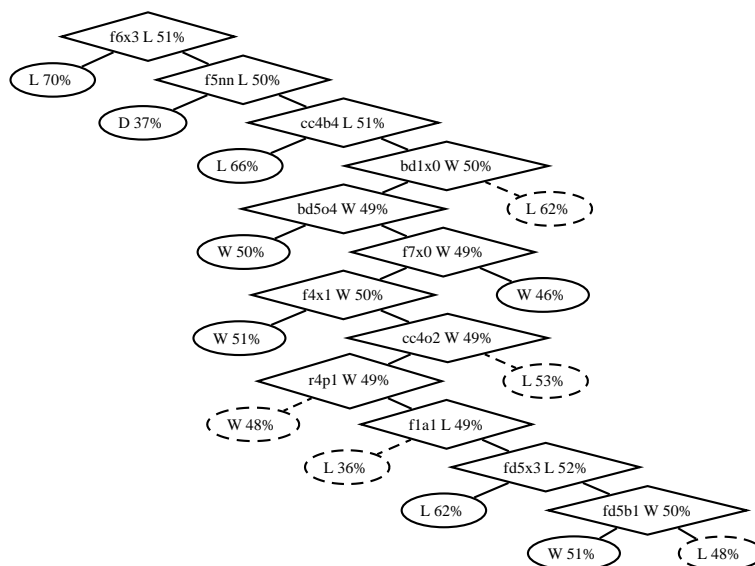 f6x3 L 51%
L 70%
f5nn L 50%
D 37%
cc4b4 L 51%
L 66%
bd1x0 W 50%
bd5o4 W 49%
L 62%
W 50%
f7x0 W 49%
f4x1 W 50%
W 46%
W 51%
cc4o2 W 49%
r4p1 W 49%
L 53%
W 48%
f1a1 L 49%
L 36%
fd5x3 L 52%
L 62%
fd5b1 W 50%
W 51%
L 48%